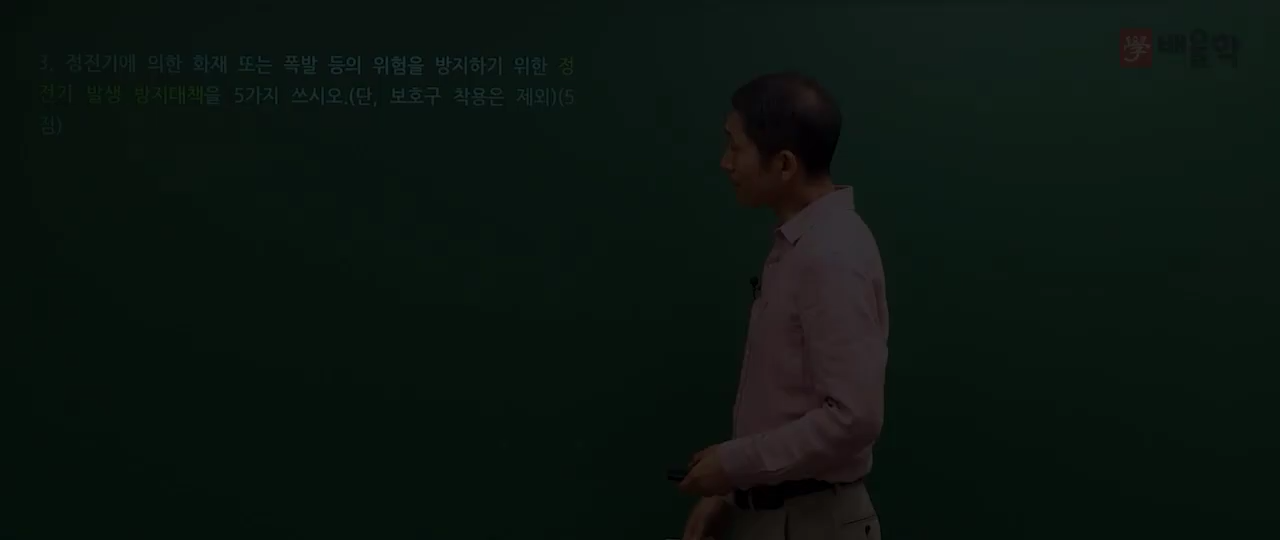 3. 정전기에 의한 화재 또는 폭발 등의 위험을 방지하기 위한 정
전기 발생 방지대책을 5가지 쓰시오.(단, 보호구 착용은 제외)(5
점)
學 배울학